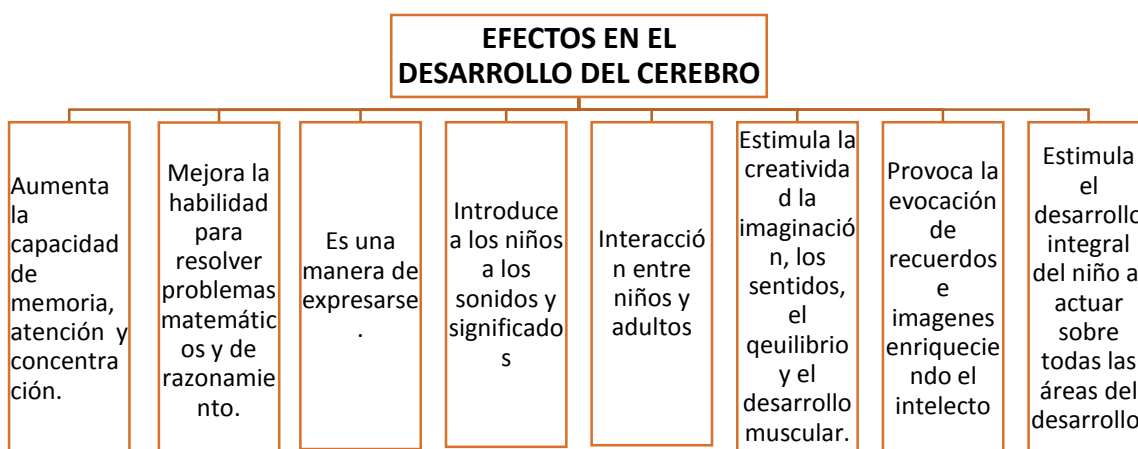 EFECTOS EN EL
DESARROLLO DEL CEREBRO
Aumenta
la
capacidad
de
memoria,
atención y
concentra
ción.
Mejora la
habilidad
para
resolver
problemas
matemátic
os y de
razonamie
nto.
Es una
manera de
expresarse
.
Introduce
a los niños
a los
sonidos y
significado
s
Interacció
n entre
niños y
adultos
Estimula la
creativida
d la
imaginació
n, los
sentidos,
el
qeuilibrio
y el
desarrollo
muscular.
Provoca la
evocación
de
recuerdos
e
imagenes
enriquecie
ndo el
intelecto
Estimula
el
desarrollo
integral
del niño al
actuar
sobre
todas las
áreas del
desarrollo